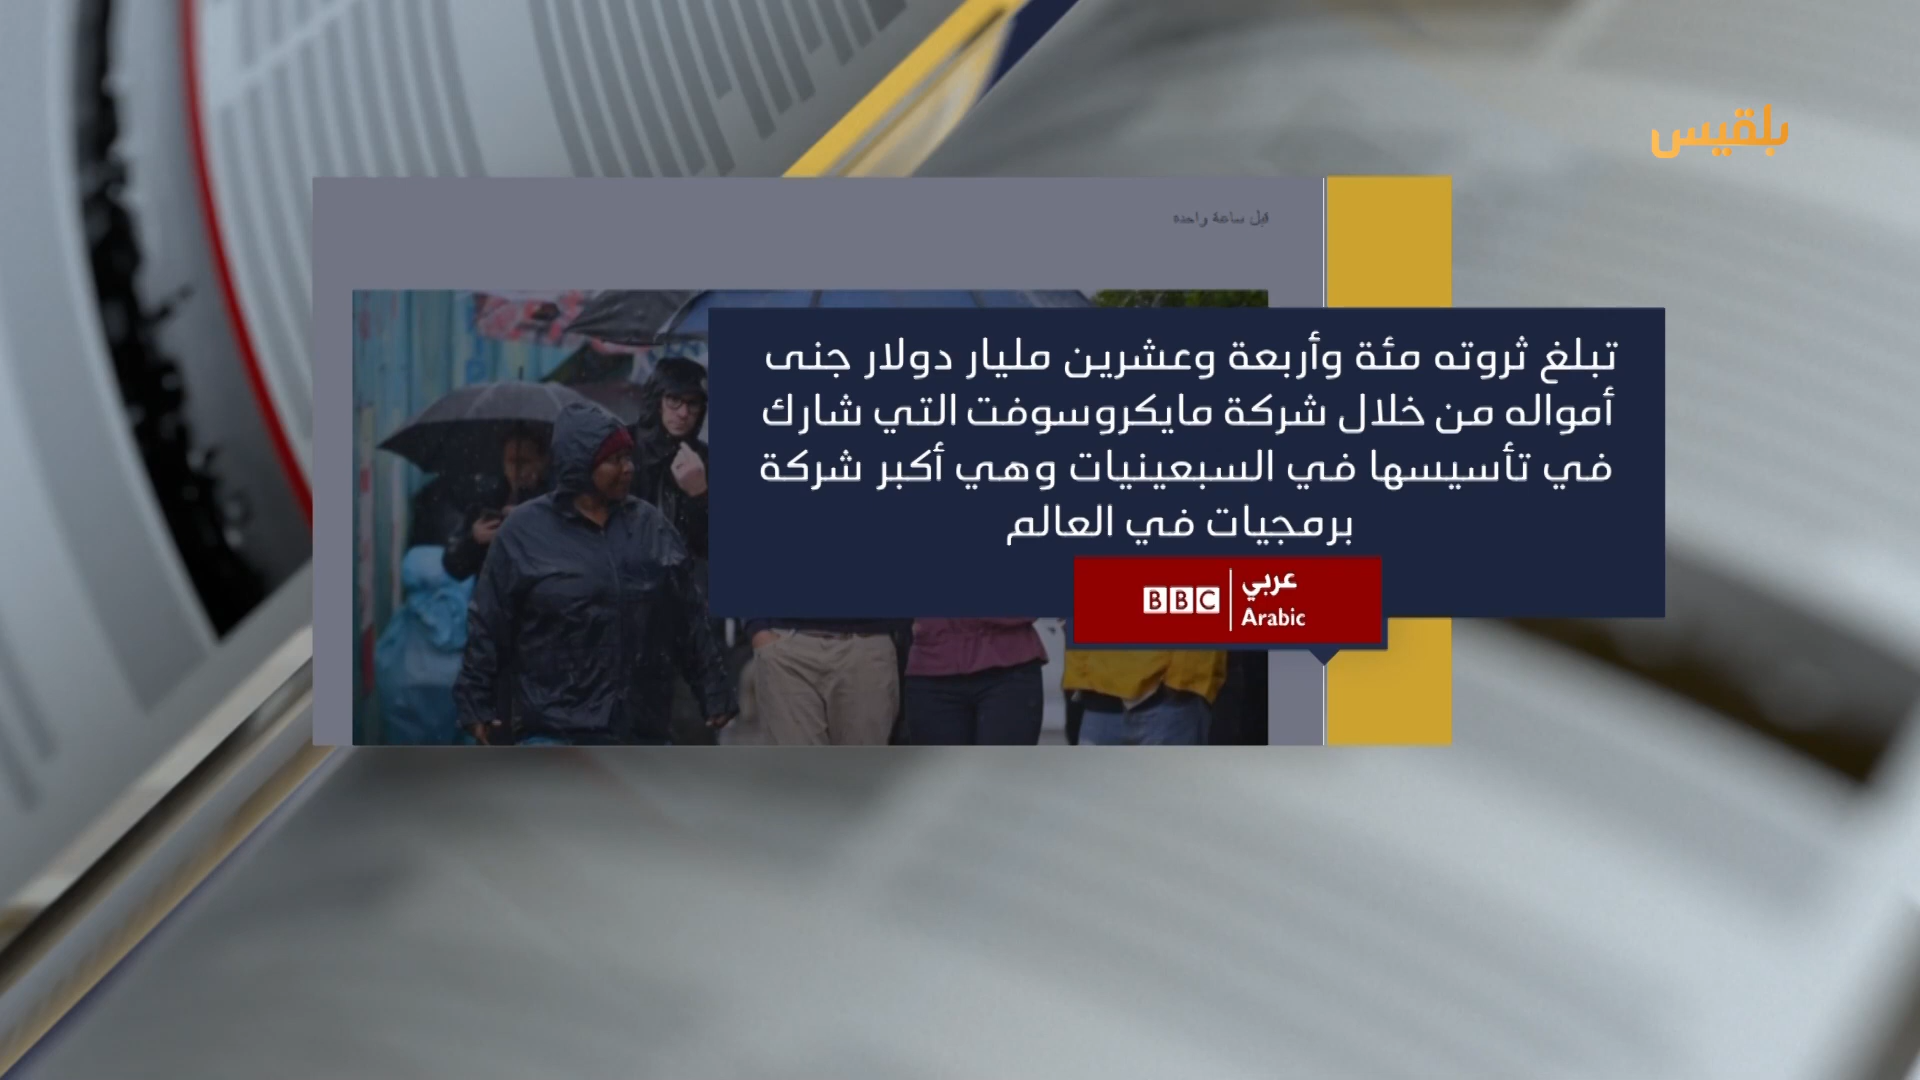 بلقيس
قبل ساعة واحدة
تبلغ ثروته مئة وأربعة وعشرين مليار دولار جنى
أمواله من خلال شركة مايكروسوفت التي شارك
في تأسيسها في السبعينيات وهي أكبر شركة
برمجيات في العالم
BBC عربي
Arabic